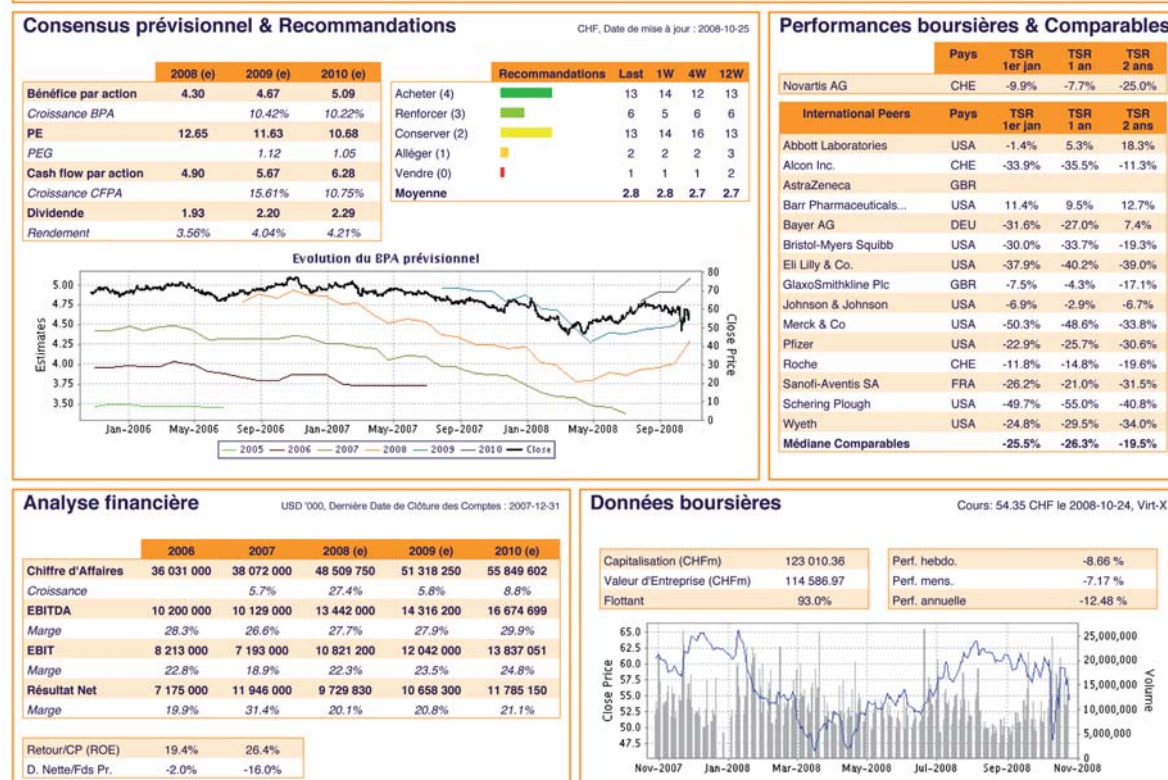 Consensus prévisionnel & Recommandations CHF, Date de mise à jour : 2008-10-25
2008 (e) 2009 (e) 2010 (e)
Bénéfice par action 4.30 4.67 5.09
Croissance BPA 10.42% 10.22%
PE 12.65 11.63 10.68
PEG 1.12 1.05
Cash flow par action 4.90 5.67 6.28
Croissance CFPA 15.61% 10.75%
Dividende 1.93 2.20 2.29
Rendement 3.56% 4.04% 4.21%
Recommandations Last 1W 4W 12W
Acheter (4) 13 14 12 13
Renforcer (3) 6 5 6 6
Conserver (2) 13 14 16 13
Alléger (1) 2 2 2 3
Vendre (0) 1 1 1 2
Moyenne 2.8 2.8 2.7 2.7
Evolution du BPA prévisionnel
Estimates
5.00
4.75
4.50
4.25
4.00
3.75
3.50
80
70
60
50
40
30
20
10
0
Close Price
Jan-2006 May-2006 Sep-2006 Jan-2007 May-2007 Sep-2007 Jan-2008 May-2008 Sep-2008
2005 2006 2007 2008 2009 2010 Close
Performances boursières & Comparables
Pays TSR 1er jan TSR 1 an TSR 2 ans
Novartis AG CHE -9.9% -7.7% -25.0%
International Peers Pays TSR 1er jan TSR 1 an TSR 2 ans
Abbott Laboratories USA -1.4% 5.3% 18.3%
Alcon Inc. CHE -33.9% -35.5% -11.3%
AstraZeneca GBR
Barr Pharmaceuticals... USA 11.4% 9.5% 12.7%
Bayer AG DEU -31.6% -27.0% 7.4%
Bristol-Myers Squibb USA -30.0% -33.7% -19.3%
Eli Lilly & Co. USA -37.9% -40.2% -39.0%
GlaxoSmithkline Plc GBR -7.5% -4.3% -17.1%
Johnson & Johnson USA -6.9% -2.9% -6.7%
Merck & Co USA -50.3% -48.6% -33.8%
Pfizer USA -22.9% -25.7% -30.6%
Roche CHE -11.8% -14.8% -19.6%
Sanofi-Aventis SA FRA -26.2% -21.0% -31.5%
Schering Plough USA -49.7% -55.0% -40.8%
Wyeth USA -24.8% -29.5% -34.0%
Médiane Comparables -25.5% -26.3% -19.5%
Analyse financière USD '000, Dernière Date de Clôture des Comptes : 2007-12-31
2006 2007 2008 (e) 2009 (e) 2010 (e)
Chiffre d'Affaires 36 031 000 38 072 000 48 509 750 51 318 250 55 849 602
Croissance 5.7% 27.4% 5.8% 8.8%
EBITDA 10 200 000 10 129 000 13 442 000 14 316 200 16 674 699
Marge 28.3% 26.6% 27.7% 27.9% 29.9%
EBIT 8 213 000 7 193 000 10 821 200 12 042 000 13 837 051
Marge 22.8% 18.9% 22.3% 23.5% 24.8%
Résultat Net 7 175 000 11 946 000 9 729 830 10 658 300 11 785 150
Marge 19.9% 31.4% 20.1% 20.8% 21.1%
Retour/CP (ROE) 19.4% 26.4%
D. Nette/Fds Pr. -2.0% -16.0%
Données boursières Cours: 54.35 CHF le 2008-10-24, Virt-X
Capitalisation (CHFm) 123 010.36
Valeur d'Entreprise (CHFm) 114 586.97
Flottant 93.0%
Perf. hebdo. -8.66 %
Perf. mens. -7.17 %
Perf. annuelle -12.48 %
Close Price
65.0
62.5
60.0
57.5
55.0
52.5
50.0
47.5
25,000,000
20,000,000
15,000,000
10,000,000
5,000,000
0
Volume
Nov-2007 Jan-2008 Mar-2008 May-2008 Jul-2008 Sep-2008 Nov-2008